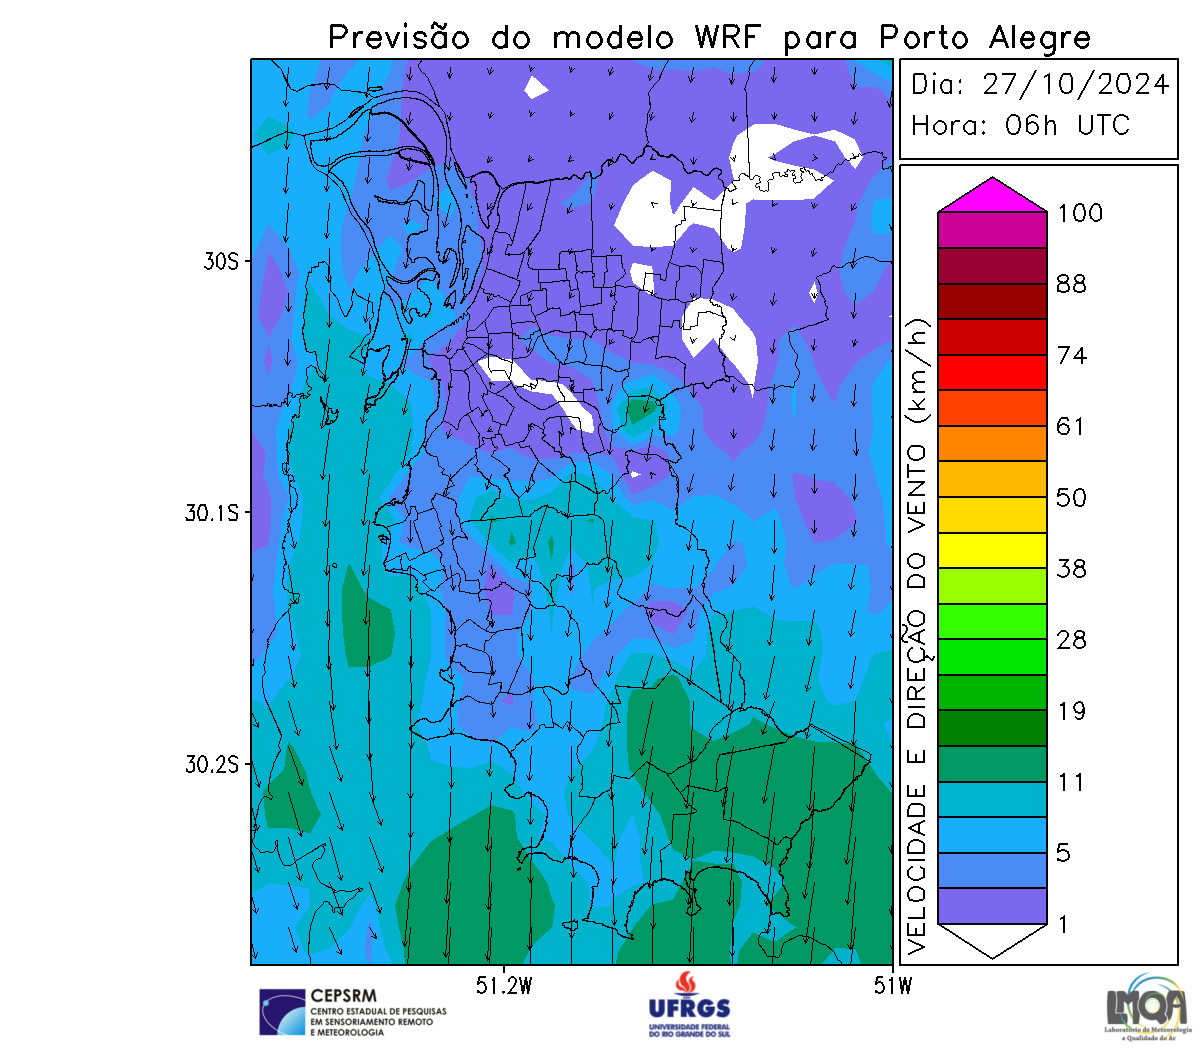 Previsão do modelo WRF para Porto Alegre
Dia: 27/10/2024
Hora: 06h UTC
30S
30.1S
30.2S
51.2W
51W
VELOCIDADE E DIREÇÃO DO VENTO (km/h)
100
88
74
61
50
38
28
19
11
5
1
CEPSRM
CENTRO ESTADUAL DE PESQUISAS
EM SENSORIAMENTO REMOTO
E METEOROLOGIA
UFRGS
UNIVERSIDADE FEDERAL
DO RIO GRANDE DO SUL
LMQA
Laboratório de Meteorologia
e Qualidade do Ar